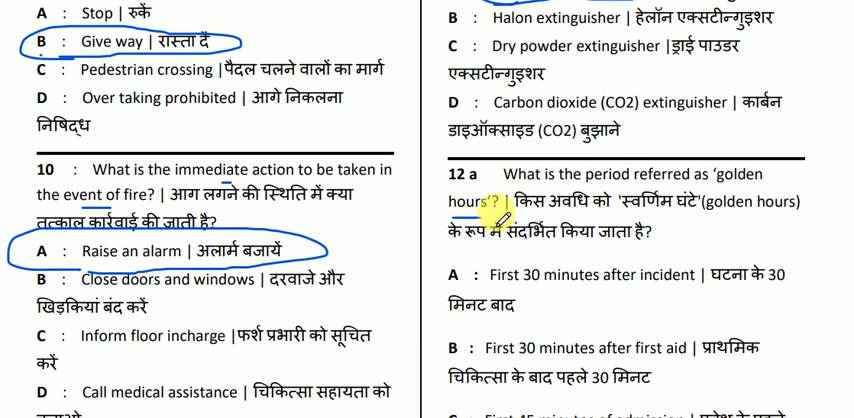 A : Stop | रुकें
B : Give way | रास्ता दें
C : Pedestrian crossing |पैदल चलने वालों का मार्ग
D : Over taking prohibited | आगे निकलना
निषिद्ध
10 : What is the immediate action to be taken in
the event of fire? | आग लगने की स्थिति में क्या
तत्काल कार्रवाई की जाती है?
A : Raise an alarm | अलार्म बजायें
B : Close doors and windows | दरवाजे और
खिड़कियां बंद करें
C : Inform floor incharge |फर्श प्रभारी को सूचित
करें
D : Call medical assistance | चिकित्सा सहायता को
B : Halon extinguisher | हेलॉन एक्सटीन्गुइशर
C : Dry powder extinguisher |ड्राई पाउडर
एक्सटीन्गुइशर
D : Carbon dioxide (CO2) extinguisher | कार्बन
डाइऑक्साइड (CO2) बुझाने
12 a What is the period referred as ‘golden
hours’? | किस अवधि को 'स्वर्णिम घंटे'(golden hours)
के रूप में संदर्भित किया जाता है?
A : First 30 minutes after incident | घटना के 30
मिनट बाद
B : First 30 minutes after first aid | प्राथमिक
चिकित्सा के बाद पहले 30 मिनट